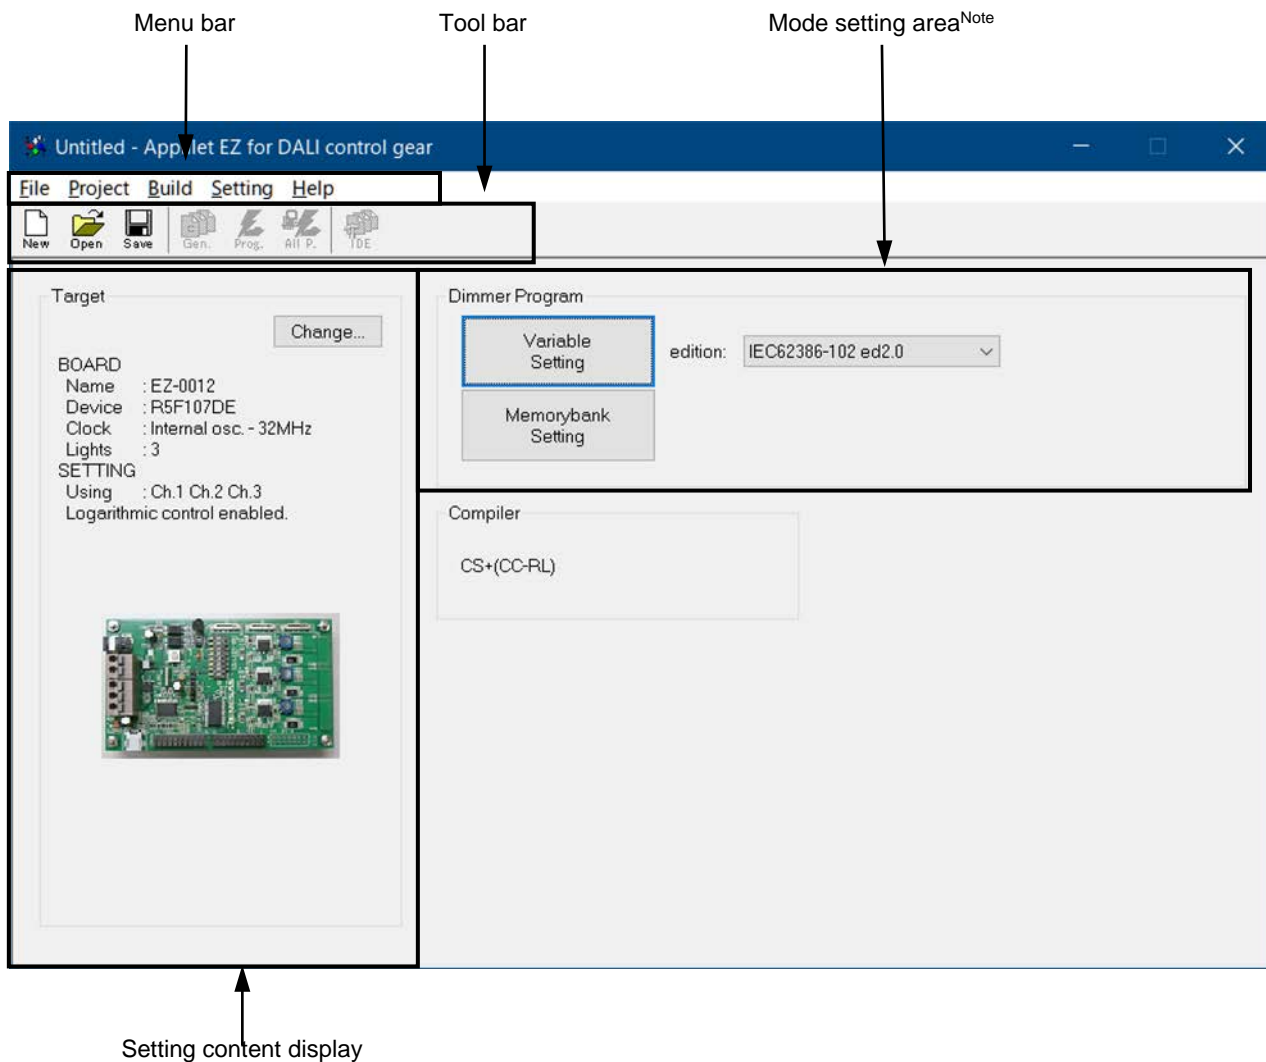 Menu bar
Tool bar
Mode setting areaNote
Untitled - Applilet EZ for DALI control gear
File Project Build Setting Help
New Open Save Gen. Prog. All P. IDE
Target
Change...
BOARD
Name : EZ-0012
Device : R5F107DE
Clock : Internal osc. - 32MHz
Lights : 3
SETTING
Using : Ch.1 Ch.2 Ch.3
Logarithmic control enabled.
Dimmer Program
Variable
Setting
edition: IEC62386-102 ed2.0
Memorybank
Setting
Compiler
CS+(CC-RL)
Setting content display